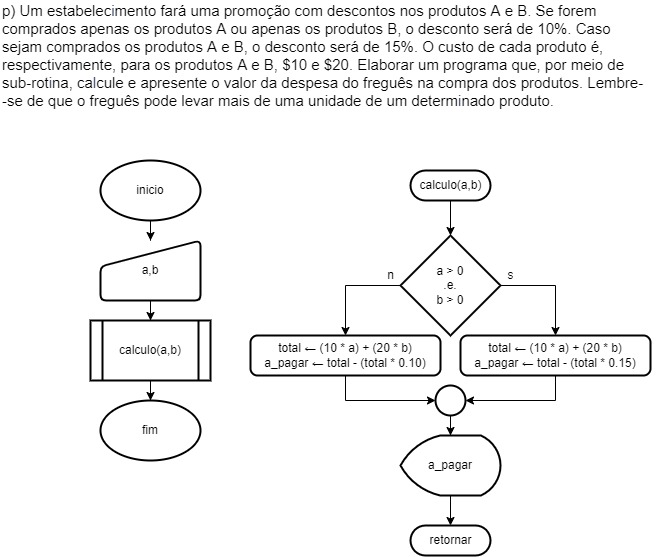 p) Um estabelecimento fará uma promoção com descontos nos produtos A e B. Se forem
comprados apenas os produtos A ou apenas os produtos B, o desconto será de 10%. Caso
sejam comprados os produtos A e B, o desconto será de 15%. O custo de cada produto é,
respectivamente, para os produtos A e B, $10 e $20. Elaborar um programa que, por meio de
sub-rotina, calcule e apresente o valor da despesa do freguês na compra dos produtos. Lembre-
-se de que o freguês pode levar mais de uma unidade de um determinado produto.
inicio
a,b
calculo(a,b)
fim
calculo(a,b)
a > 0
.e.
b > 0
n
s
total ← (10 * a) + (20 * b)
a_pagar ← total - (total * 0.10)
total ← (10 * a) + (20 * b)
a_pagar ← total - (total * 0.15)
a_pagar
retornar